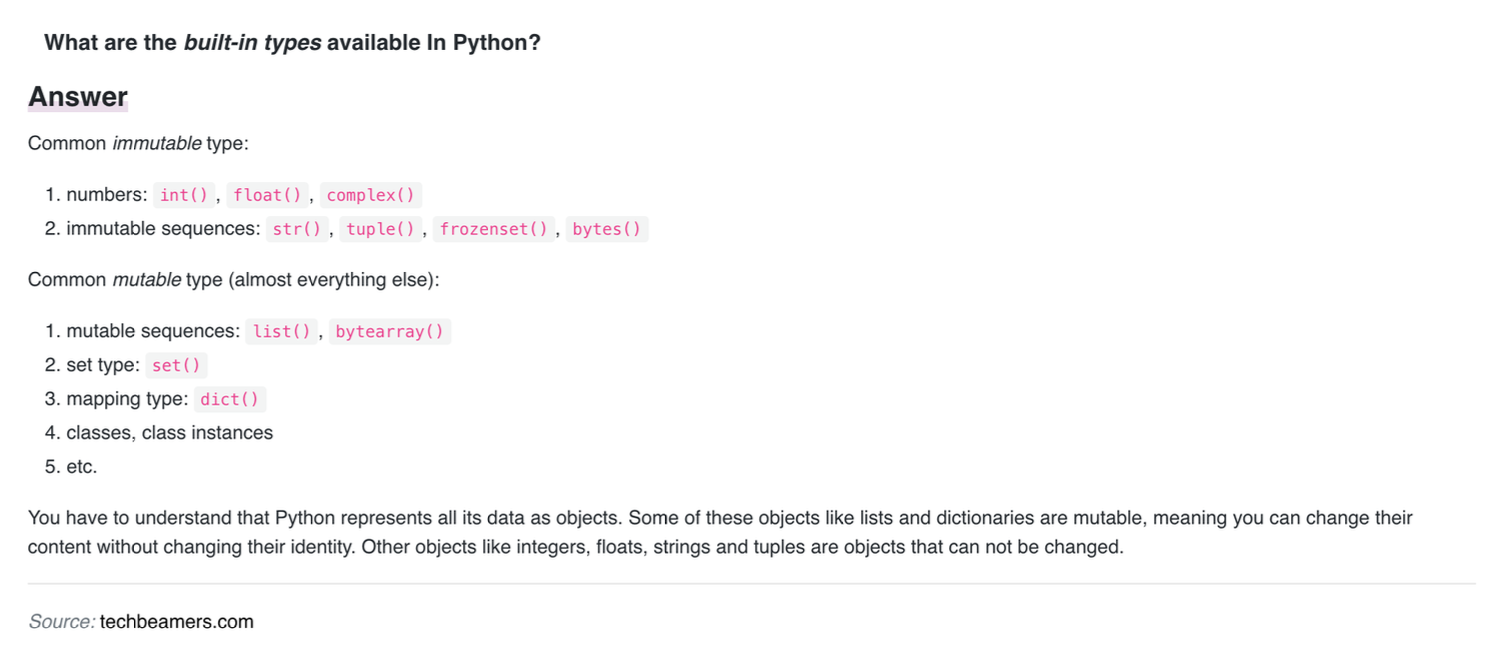 What are the built-in types available In Python?
Answer
Common immutable type:
1. numbers: int(), float(), complex()
2. immutable sequences: str(), tuple(), frozenset(), bytes()
Common mutable type (almost everything else):
1. mutable sequences: list(), bytearray()
2. set type: set()
3. mapping type: dict()
4. classes, class instances
5. etc.
You have to understand that Python represents all its data as objects. Some of these objects like lists and dictionaries are mutable, meaning you can change their
content without changing their identity. Other objects like integers, floats, strings and tuples are objects that can not be changed.
Source: techbeamers.com